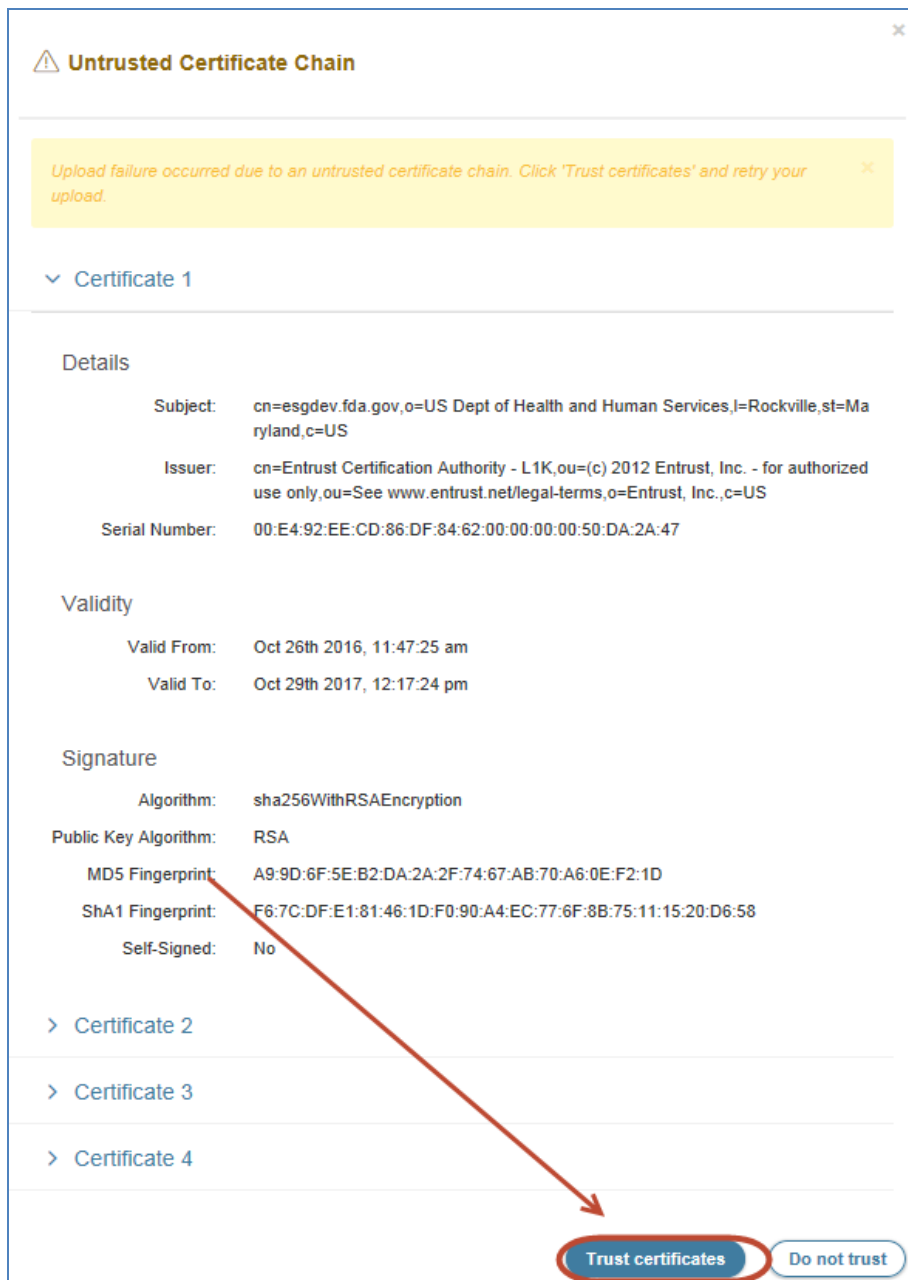 Untrusted Certificate Chain
Upload failure occurred due to an untrusted certificate chain. Click 'Trust certificates' and retry your
upload.
Certificate 1
Details
Subject: cn=esgdev.fda.gov,o=US Dept of Health and Human Services,l=Rockville,st=Ma
ryland,c=US
Issuer: cn=Entrust Certification Authority - L1K,ou=(c) 2012 Entrust, Inc. - for authorized
use only,ou=See www.entrust.net/legal-terms,o=Entrust, Inc.,c=US
Serial Number: 00:E4:92:EE:CD:86:DF:84:62:00:00:00:00:50:DA:2A:47
Validity
Valid From: Oct 26th 2016, 11:47:25 am
Valid To: Oct 29th 2017, 12:17:24 pm
Signature
Algorithm: sha256WithRSAEncryption
Public Key Algorithm: RSA
MD5 Fingerprint: A9:9D:6F:5E:B2:DA:2A:2F:74:67:AB:70:A6:0E:F2:1D
ShA1 Fingerprint: F6:7C:DF:E1:81:46:1D:F0:90:A4:EC:77:6F:8B:75:11:15:20:D6:58
Self-Signed: No
Certificate 2
Certificate 3
Certificate 4
Trust certificates Do not trust